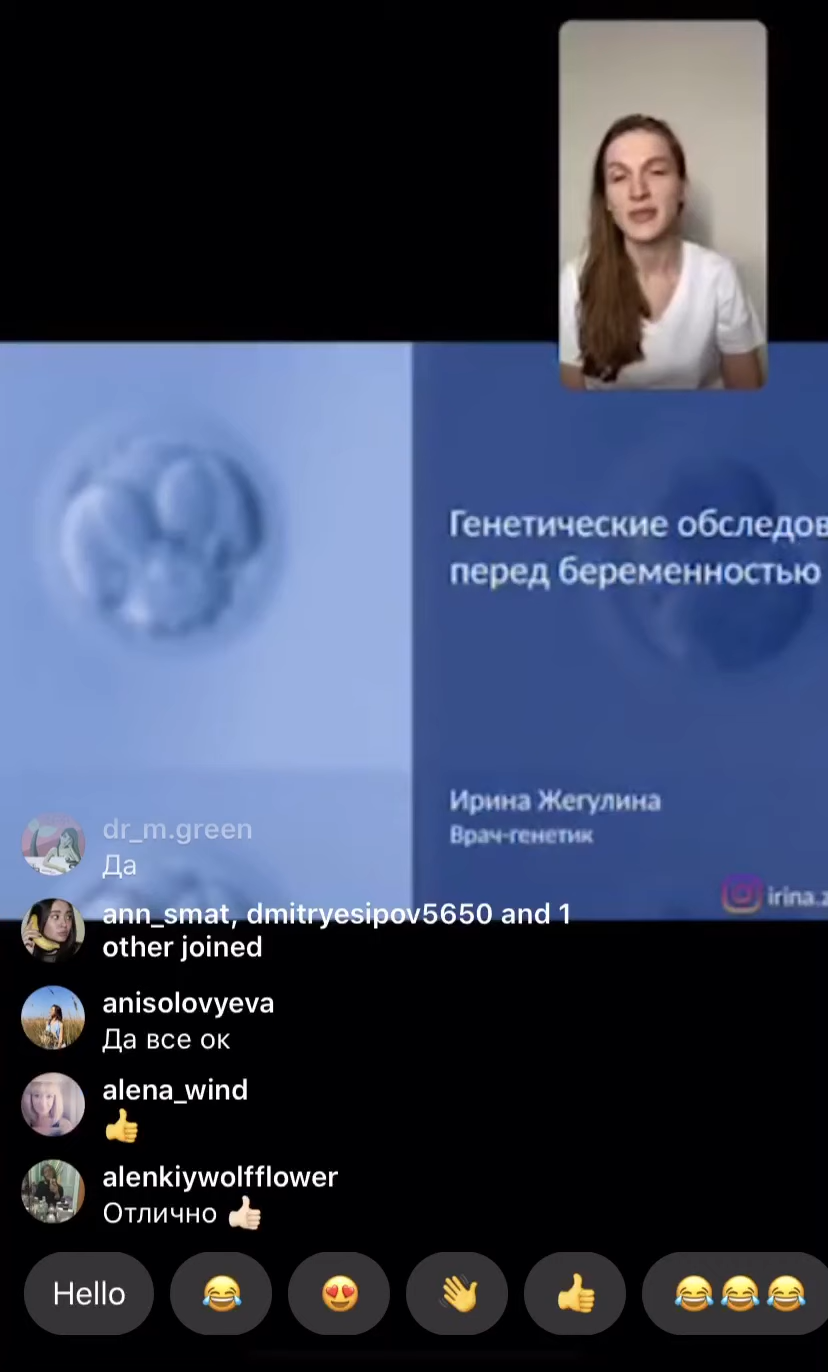 Генетические обследов
перед беременностью
Ирина Жегулина
Врач-генетик
irina.z
dr_m.green
Да
ann_smat, dmitryesipov5650 and 1
other joined
anisolovyeva
Да все ок
alena_wind
👍
alenkiywolfflower
Отлично 👍🏻
Hello 😂 😍 👋 👍 😂😂😂